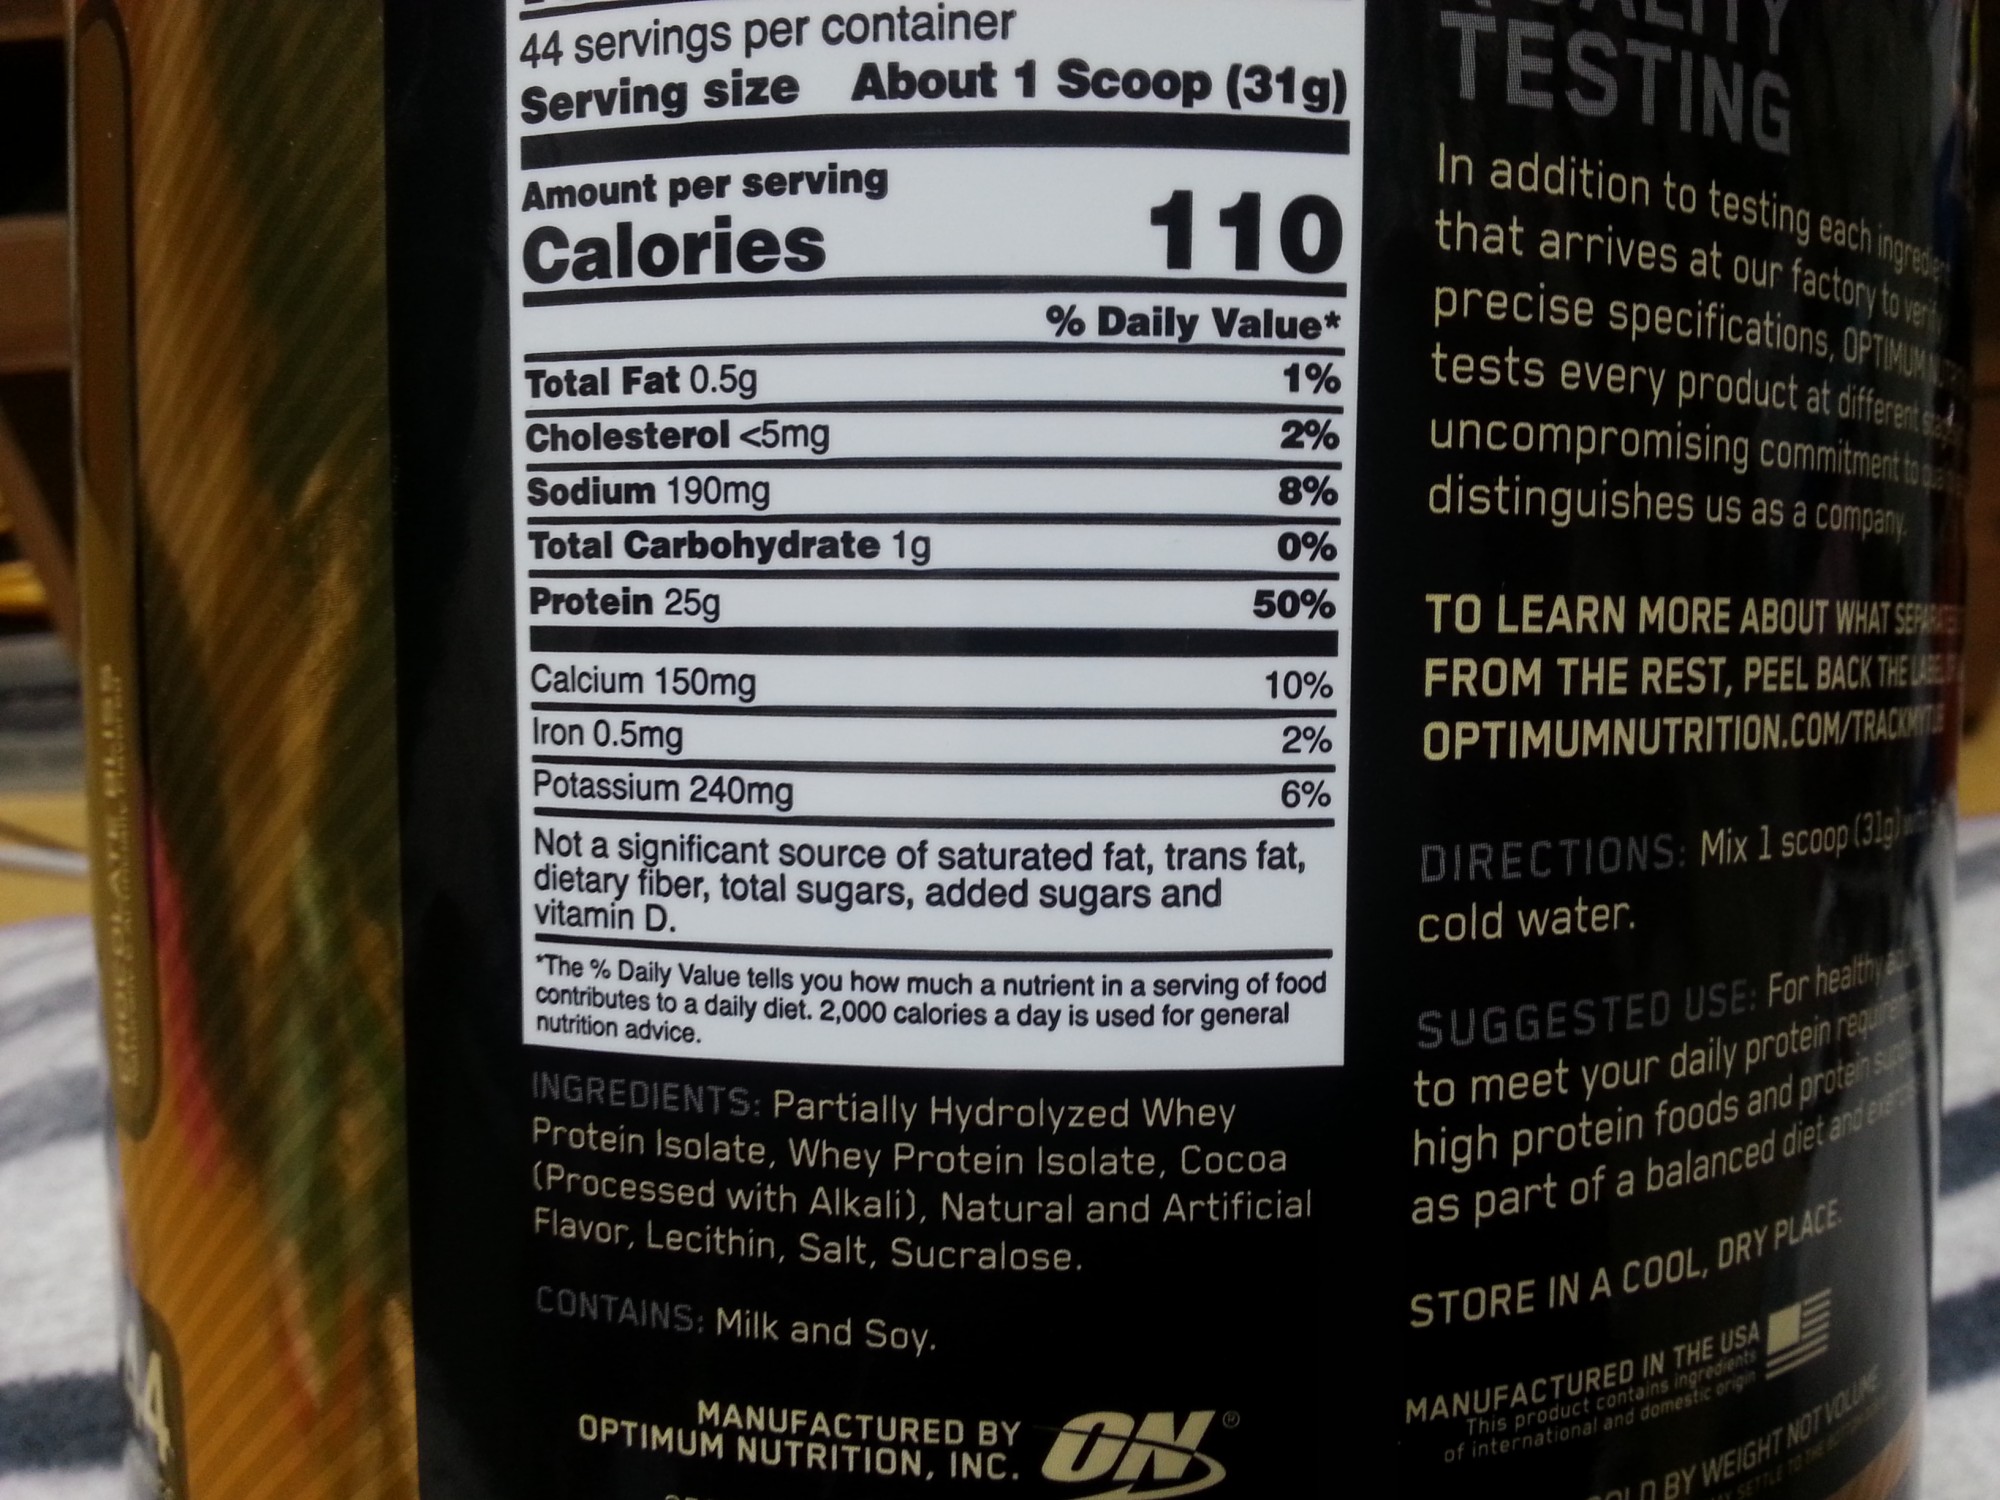 44 servings per container
Serving size About 1 Scoop (31g)
Amount per serving
Calories 110
% Daily Value*
Total Fat 0.5g 1%
Cholesterol <5mg 2%
Sodium 190mg 8%
Total Carbohydrate 1g 0%
Protein 25g 50%
Calcium 150mg 10%
Iron 0.5mg 2%
Potassium 240mg 6%
Not a significant source of saturated fat, trans fat,
dietary fiber, total sugars, added sugars and
vitamin D.
*The % Daily Value tells you how much a nutrient in a serving of food
contributes to a daily diet. 2,000 calories a day is used for general
nutrition advice.
INGREDIENTS: Partially Hydrolyzed Whey
Protein Isolate, Whey Protein Isolate, Cocoa
(Processed with Alkali), Natural and Artificial
Flavor, Lecithin, Salt, Sucralose.
CONTAINS: Milk and Soy.
MANUFACTURED BY
OPTIMUM NUTRITION, INC.
ON®
TESTING
In addition to testing each
that arrives at our factory to
precise specifications, OPTIMUM
tests every product at different
uncompromising commitment to
distinguishes us as a company.
TO LEARN MORE ABOUT WHAT
FROM THE REST, PEEL BACK THE
OPTIMUMNUTRITION.COM/
DIRECTIONS: Mix 1 scoop (31g)
cold water.
SUGGESTED USE: For healthy
to meet your daily protein
high protein foods and protein
as part of a balanced diet and
STORE IN A COOL, DRY PLACE.
MANUFACTURED IN THE USA
This product contains ingredients
of international and domestic origin
BY WEIGHT NOT VOLUME